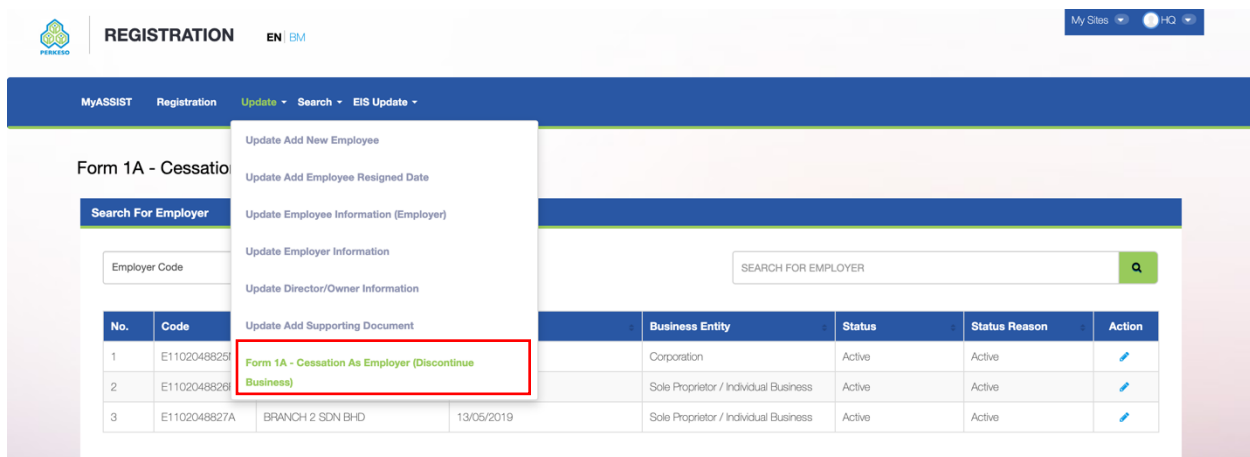 My Sites HQ
PERKESO
REGISTRATION EN | BM
MyASSIST Registration Update Search EIS Update
Update Add New Employee
Form 1A - Cessatio
Update Add Employee Resigned Date
Search For Employer
Update Employee Information (Employer)
Update Employer Information
Employer Code
SEARCH FOR EMPLOYER
Update Director/Owner Information
No. Code Business Entity Status Status Reason Action
Update Add Supporting Document
1 E1102048825 Corporation Active Active
Form 1A - Cessation As Employer (Discontinue
Business)
2 E1102048826 Sole Proprietor / Individual Business Active Active
3 E1102048827A BRANCH 2 SDN BHD 13/05/2019 Sole Proprietor / Individual Business Active Active